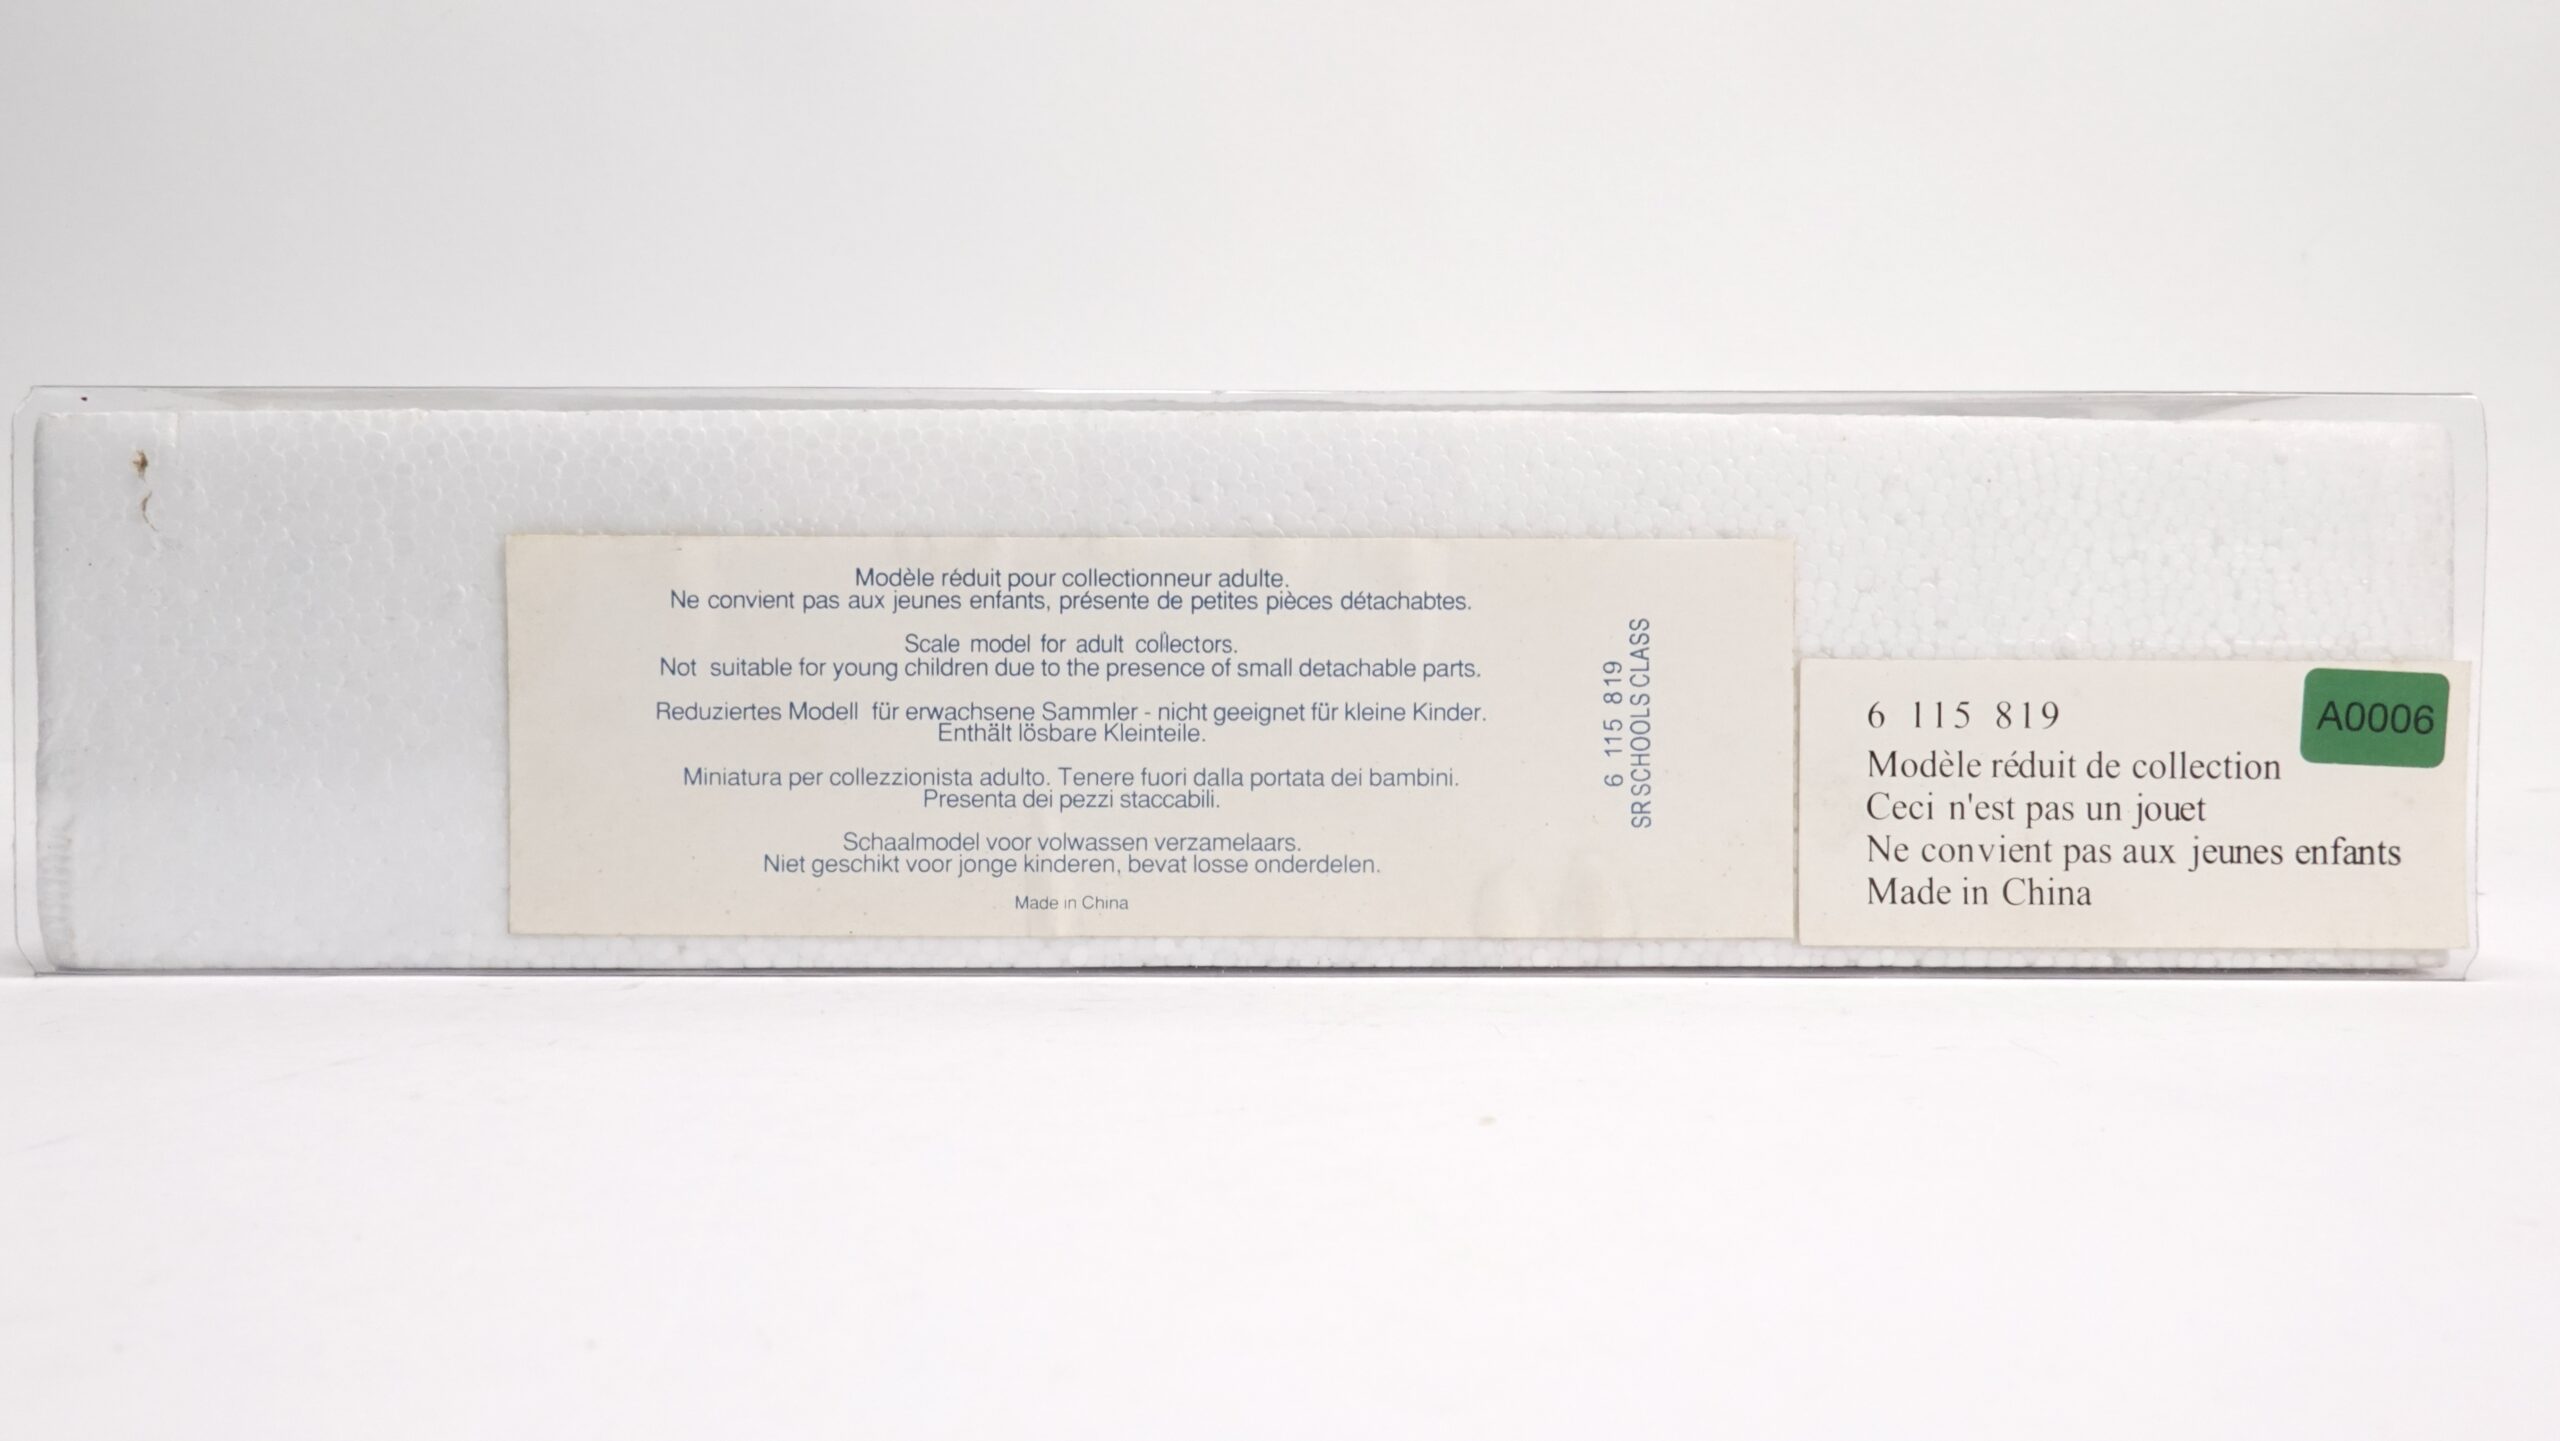 Modèle réduit pour collectionneur adulte.
Ne convient pas aux jeunes enfants, présente de petites pièces détachabtes.
Scale model for adult collectors.
Not suitable for young children due to the presence of small detachable parts.
Reduziertes Modell für erwachsene Sammler - nicht geeignet für kleine Kinder.
Enthält lösbare Kleinteile.
Miniatura per collezzionista adulto. Tenere fuori dalla portata dei bambini.
Presenta dei pezzi staccabili.
Schaalmodel voor volwassen verzamelaars.
Niet geschikt voor jonge kinderen, bevat losse onderdelen.
Made in China
6 115 819
SR SCHOOLS CLASS
6 115 819
Modèle réduit de collection
Ceci n'est pas un jouet
Ne convient pas aux jeunes enfants
Made in China
A0006